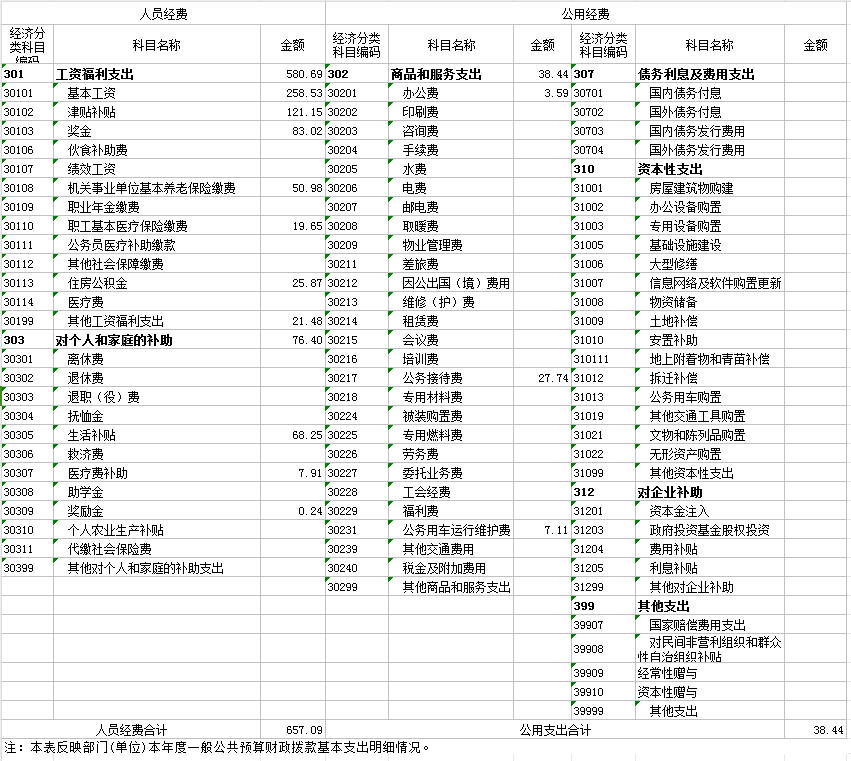 人员经费 公用经费
经济分类科目编码 科目名称 金额 经济分类科目编码 科目名称 金额 经济分类科目编码 科目名称 金额
301 工资福利支出 580.69 302 商品和服务支出 38.44 307 债务利息及费用支出
30101 基本工资 258.53 30201 办公费 3.59 30701 国内债务付息
30102 津贴补贴 121.15 30202 印刷费 30702 国外债务付息
30103 奖金 83.02 30203 咨询费 30703 国内债务发行费用
30106 伙食补助费 30204 手续费 30704 国外债务发行费用
30107 绩效工资 30205 水费 310 资本性支出
30108 机关事业单位基本养老保险缴费 50.98 30206 电费 31001 房屋建筑物购建
30109 职业年金缴费 30207 邮电费 31002 办公设备购置
30110 职工基本医疗保险缴费 19.65 30208 取暖费 31003 专用设备购置
30111 公务员医疗补助缴款 30209 物业管理费 31005 基础设施建设
30112 其他社会保障缴费 30211 差旅费 31006 大型修缮
30113 住房公积金 25.87 30212 因公出国（境）费用 31007 信息网络及软件购置更新
30114 医疗费 30213 维修（护）费 31008 物资储备
30199 其他工资福利支出 21.48 30214 租赁费 31009 土地补偿
303 对个人和家庭的补助 76.40 30215 会议费 31010 安置补助
30301 离休费 30216 培训费 310111 地上附着物和青苗补偿
30302 退休费 30217 公务接待费 27.74 31012 拆迁补偿
30303 退职（役）费 30218 专用材料费 31013 公务用车购置
30304 抚恤金 30224 被装购置费 31019 其他交通工具购置
30305 生活补贴 68.25 30225 专用燃料费 31021 文物和陈列品购置
30306 救济费 30226 劳务费 31022 无形资产购置
30307 医疗费补助 7.91 30227 委托业务费 31099 其他资本性支出
30308 助学金 30228 工会经费 312 对企业补助
30309 奖励金 0.24 30229 福利费 31201 资本金注入
30310 个人农业生产补贴 30231 公务用车运行维护费 7.11 31203 政府投资基金股权投资
30311 代缴社会保险费 30239 其他交通费用 31204 费用补贴
30399 其他对个人和家庭的补助支出 30240 税金及附加费用 31205 利息补贴
30299 其他商品和服务支出 31299 其他对企业补助
399 其他支出
39907 国家赔偿费用支出
39908 对民间非营利组织和群众性自治组织补贴
39909 经常性赠与
39910 资本性赠与
39999 其他支出
人员经费合计 657.09 公用支出合计 38.44
注：本表反映部门(单位)本年度一般公共预算财政拨款基本支出明细情况。